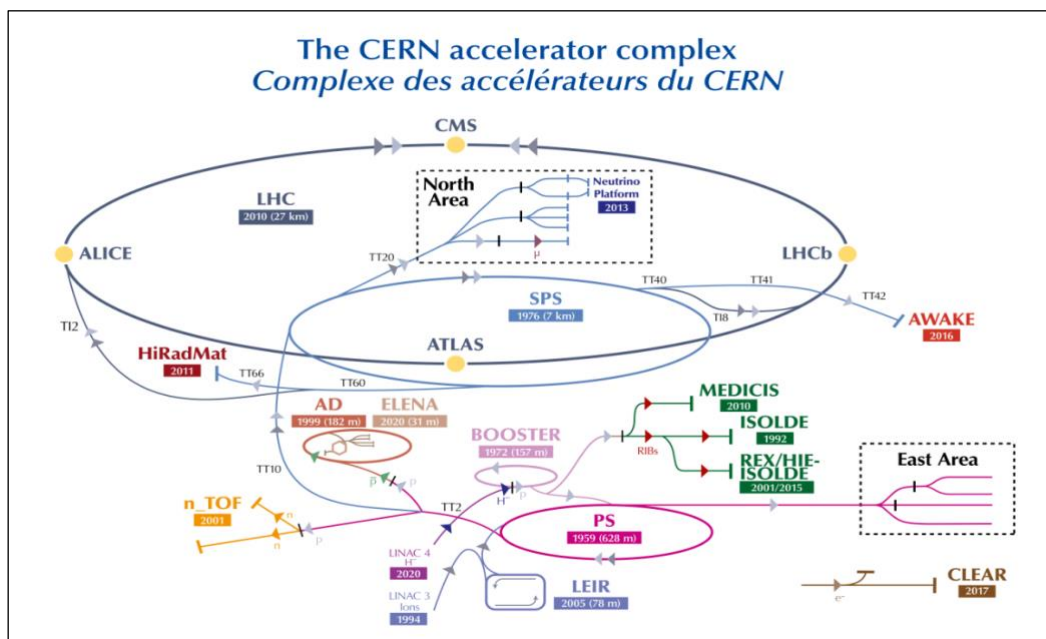 The CERN accelerator complex
Complexe des accélérateurs du CERN
CMS
North
Area
Neutrino
Platform
2013
LHC
2010 (27 km)
ALICE
TT20
μ
LHCb
TT40
TT41
TT42
SPS
1976 (7 km)
TI8
AWAKE
2016
TI2
ATLAS
HiRadMat
2011
TT66
TT60
AD
1999 (182 m)
ELENA
2020 (31 m)
MEDICIS
2010
BOOSTER
1972 (157 m)
ISOLDE
1992
RIBs
REX/HIE-
ISOLDE
2001/2015
East Area
TT10
p̅
p
H⁻
p
n_TOF
2001
n
n
p
TT2
PS
1959 (628 m)
LINAC 4
H⁻
2020
LINAC 3
Ions
1994
LEIR
2005 (78 m)
e⁻
CLEAR
2017